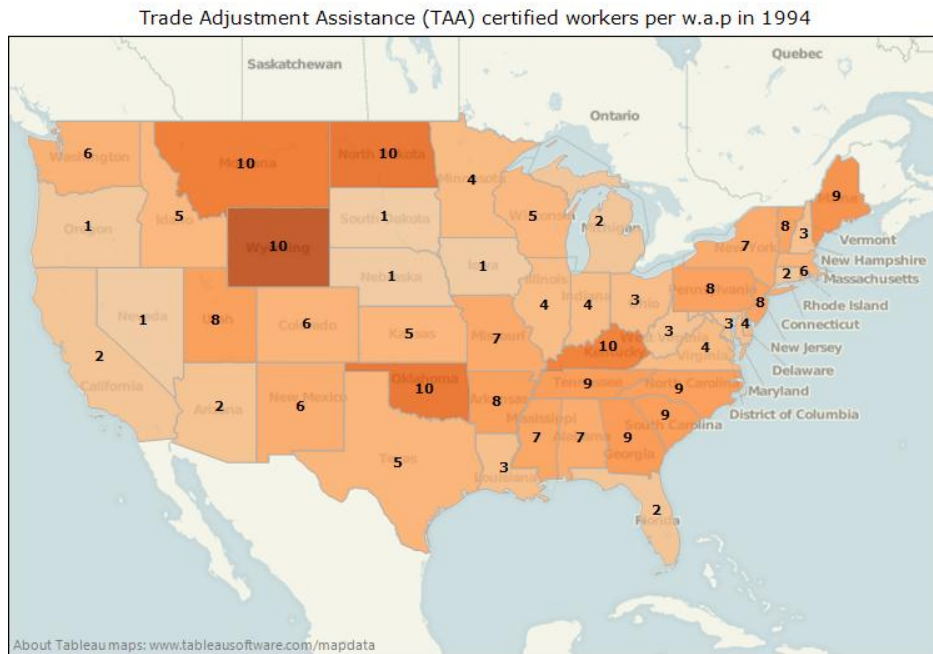 Trade Adjustment Assistance (TAA) certified workers per w.a.p in 1994
Quebec
Saskatchewan
Ontario
Washington 6
Montana 10
North Dakota 10
Minnesota 4
Maine 9
Oregon 1
Idaho 5
South Dakota 1
Wisconsin 5
Michigan 2
New York 7
8
3
Vermont
New Hampshire
Massachusetts
Wyoming 10
Nebraska 1
Iowa 1
Illinois 4
Indiana 4
Ohio 3
Pennsylvania 8
2 6
Rhode Island
8
Connecticut
Nevada 1
Utah 8
Colorado 6
Kansas 5
Missouri 7
Kentucky 10
West Virginia 3
Virginia 4
3 4
New Jersey
Delaware
Maryland
District of Columbia
California 2
Arizona 2
New Mexico 6
Oklahoma 10
Arkansas 8
Tennessee 9
North Carolina 9
South Carolina 9
Mississippi 7
Alabama 7
Georgia 9
Texas 5
Louisiana 3
Florida 2
About Tableau maps: www.tableausoftware.com/mapdata